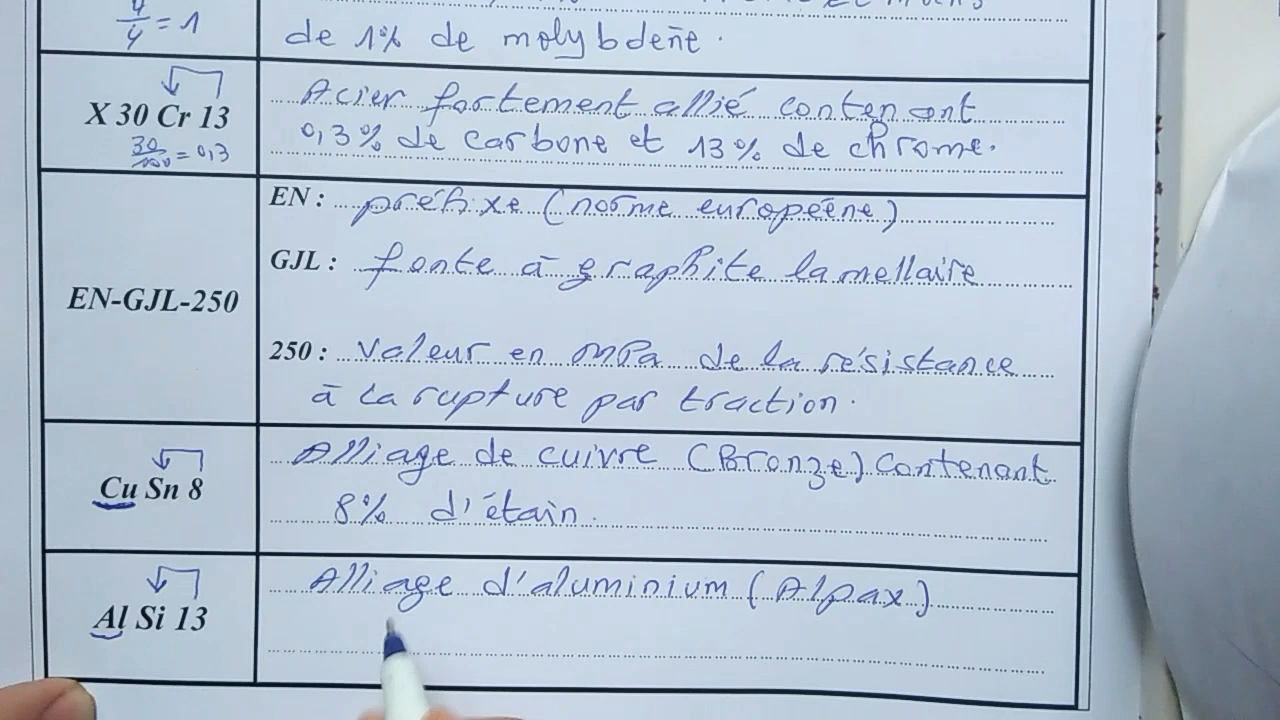 4/4 = 1
de 1% de molybdēne.
X 30 Cr 13
30/100 = 0,3
Acier fortement allié contenant
0,3% de carbone et 13% de chrome.
EN-GJL-250
EN : préfixe (norme européene)
GJL : fonte à graphite lamellaire
250 : Valeur en MPa de la résistance
à la rupture par traction.
Cu Sn 8
Alliage de cuivre (Bronze) contenant
8% d'étain.
Al Si 13
Alliage d'aluminium (Alpax)